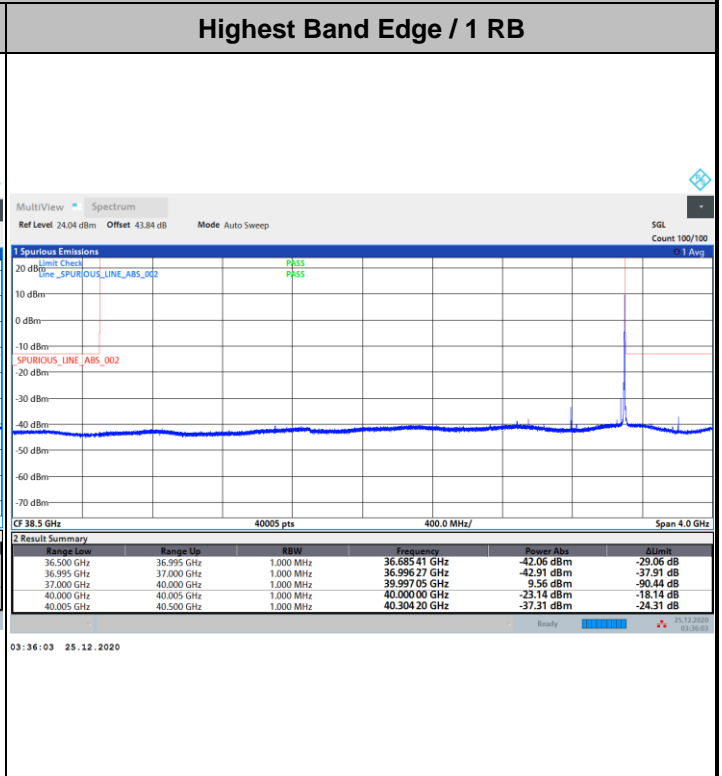 Highest Band Edge / 1 RB
MultiView Spectrum
Ref Level 24.04 dBm Offset 43.84 dB Mode Auto Sweep SGL
Count 100/100
1 Spurious Emissions 1 Avg
Limit Check PASS
20 dBm
Line _SPURIOUS_LINE_ABS_002 PASS
10 dBm
0 dBm
-10 dBm
_SPURIOUS_LINE_ABS_002
-20 dBm
-30 dBm
-40 dBm
-50 dBm
-60 dBm
-70 dBm
CF 38.5 GHz 40005 pts 400.0 MHz/ Span 4.0 GHz
2 Result Summary
Range Low Range Up RBW Frequency Power Abs ΔLimit
36.500 GHz 36.995 GHz 1.000 MHz 36.685 41 GHz -42.06 dBm -29.06 dB
36.995 GHz 37.000 GHz 1.000 MHz 36.996 27 GHz -42.91 dBm -37.91 dB
37.000 GHz 40.000 GHz 1.000 MHz 39.997 05 GHz 9.56 dBm -90.44 dB
40.000 GHz 40.005 GHz 1.000 MHz 40.000 00 GHz -23.14 dBm -18.14 dB
40.005 GHz 40.500 GHz 1.000 MHz 40.304 20 GHz -37.31 dBm -24.31 dB
Ready 25.12.2020
03:36:03
03:36:03 25.12.2020